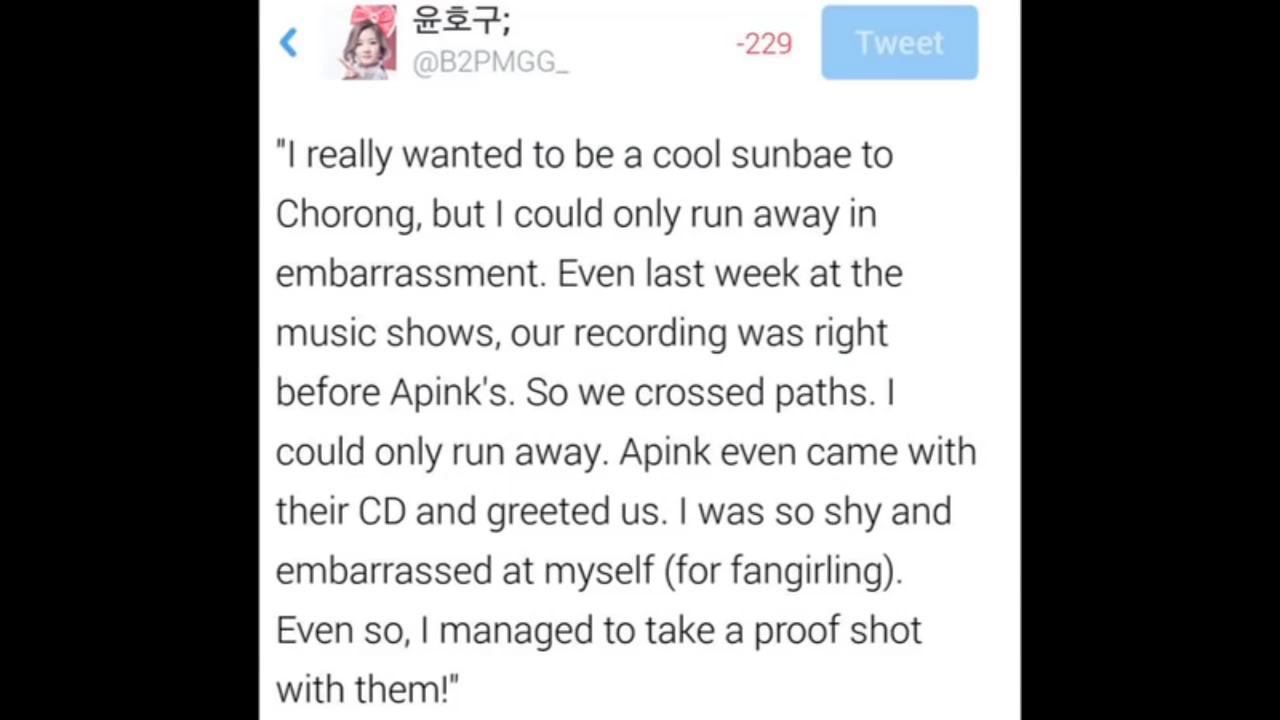 윤호구;
@B2PMGG_
-229
Tweet
"I really wanted to be a cool sunbae to
Chorong, but I could only run away in
embarrassment. Even last week at the
music shows, our recording was right
before Apink's. So we crossed paths. I
could only run away. Apink even came with
their CD and greeted us. I was so shy and
embarrassed at myself (for fangirling).
Even so, I managed to take a proof shot
with them!"